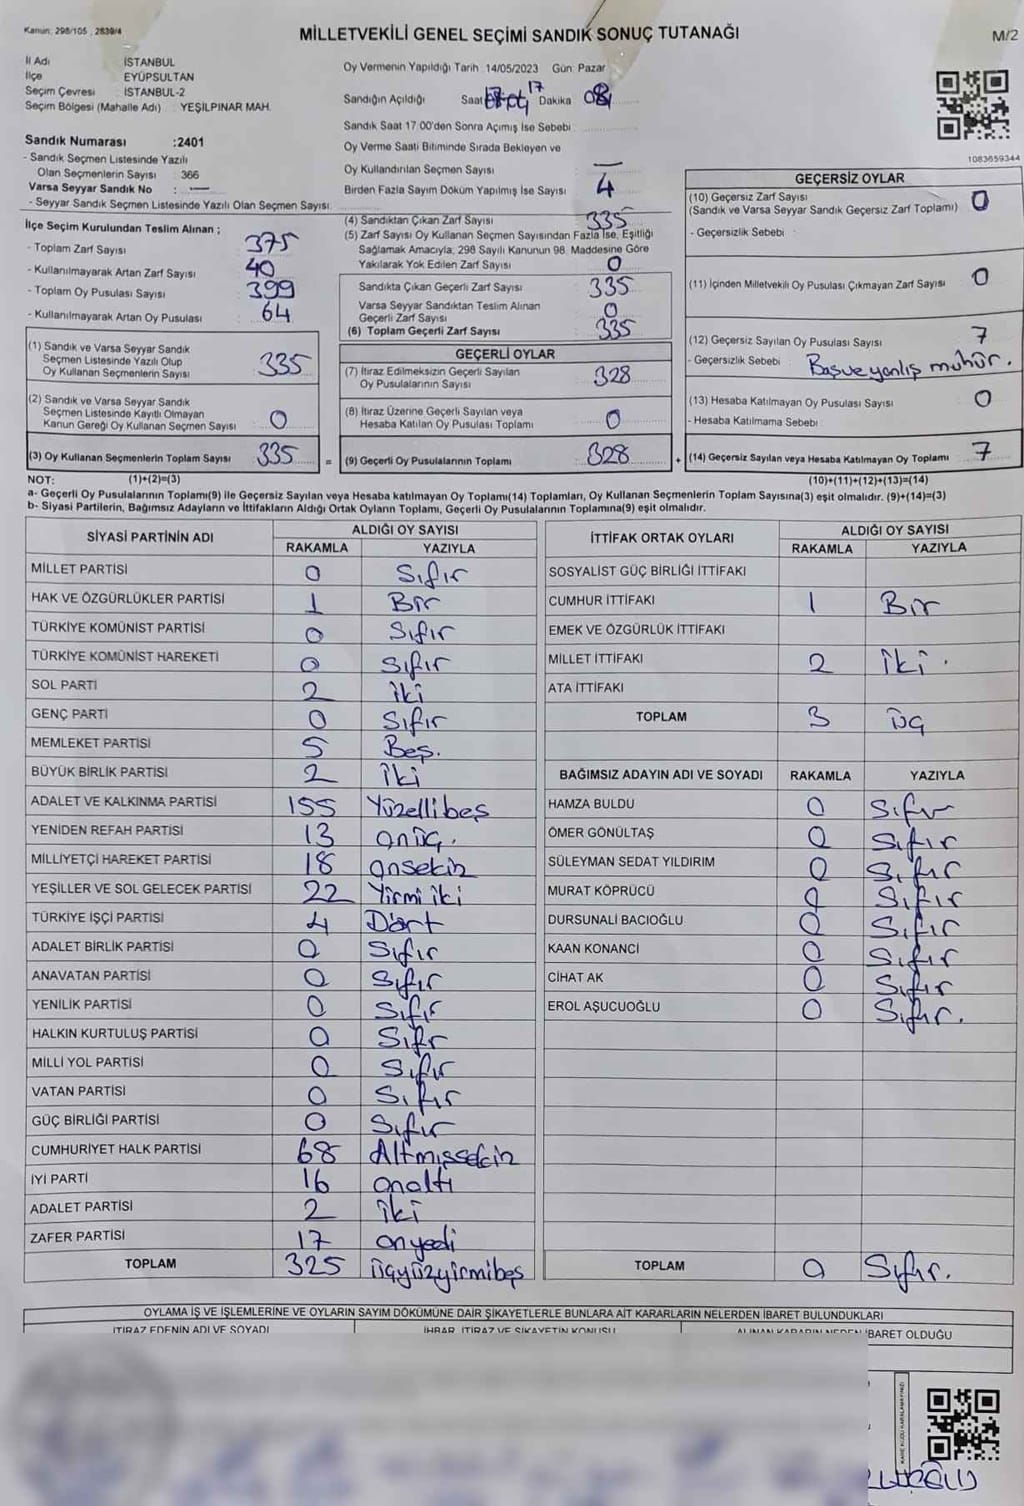 Kanun: 298/105 , 2839/4
MİLLETVEKİLİ GENEL SEÇİMİ SANDIK SONUÇ TUTANAĞI
M/2
İl Adı İSTANBUL
İlçe EYÜPSULTAN
Seçim Çevresi İSTANBUL-2
Seçim Bölgesi (Mahalle Adı) YEŞİLPINAR MAH.
Oy Vermenin Yapıldığı Tarih 14/05/2023 Gün: Pazar
Sandığın Açıldığı Saat 17 Dakika 08
Sandık Saat 17:00'den Sonra Açılmış İse Sebebi
Oy Verme Saati Bitiminde Sırada Bekleyen ve
Oy Kullandırılan Seçmen Sayısı —
Birden Fazla Sayım Döküm Yapılmış İse Sayısı 4
1083659344
Sandık Numarası :2401
- Sandık Seçmen Listesinde Yazılı
Olan Seçmenlerin Sayısı : 366
Varsa Seyyar Sandık No : —
- Seyyar Sandık Seçmen Listesinde Yazılı Olan Seçmen Sayısı:
İlçe Seçim Kurulundan Teslim Alınan ;
- Toplam Zarf Sayısı 375
- Kullanılmayarak Artan Zarf Sayısı 40
- Toplam Oy Pusulası Sayısı 399
- Kullanılmayarak Artan Oy Pusulası 64
(1) Sandık ve Varsa Seyyar Sandık
Seçmen Listesinde Yazılı Olup
Oy Kullanan Seçmenlerin Sayısı 335
(2) Sandık ve Varsa Seyyar Sandık
Seçmen Listesinde Kayıtlı Olmayan
Kanun Gereği Oy Kullanan Seçmen Sayısı 0
(3) Oy Kullanan Seçmenlerin Toplam Sayısı 335 =
(4) Sandıktan Çıkan Zarf Sayısı 335
(5) Zarf Sayısı Oy Kullanan Seçmen Sayısından Fazla İse, Eşitliği
Sağlamak Amacıyla, 298 Sayılı Kanunun 98. Maddesine Göre
Yakılarak Yok Edilen Zarf Sayısı 0
Sandıkta Çıkan Geçerli Zarf Sayısı 335
Varsa Seyyar Sandıktan Teslim Alınan
Geçerli Zarf Sayısı 0
(6) Toplam Geçerli Zarf Sayısı 335
GEÇERLİ OYLAR
(7) İtiraz Edilmeksizin Geçerli Sayılan
Oy Pusulalarının Sayısı 328
(8) İtiraz Üzerine Geçerli Sayılan veya
Hesaba Katılan Oy Pusulası Toplamı 0
(9) Geçerli Oy Pusulalarının Toplamı 328 +
GEÇERSİZ OYLAR
(10) Geçersiz Zarf Sayısı 0
(Sandık ve Varsa Seyyar Sandık Geçersiz Zarf Toplamı)
- Geçersizlik Sebebi
(11) İçinden Milletvekili Oy Pusulası Çıkmayan Zarf Sayısı 0
(12) Geçersiz Sayılan Oy Pusulası Sayısı 7
- Geçersizlik Sebebi Boşve yanlış mühür.
(13) Hesaba Katılmayan Oy Pusulası Sayısı 0
- Hesaba Katılmama Sebebi
(14) Geçersiz Sayılan veya Hesaba Katılmayan Oy Toplamı 7
NOT: (1)+(2)=(3) (10)+(11)+(12)+(13)=(14)
a- Geçerli Oy Pusulalarının Toplamı(9) ile Geçersiz Sayılan veya Hesaba katılmayan Oy Toplamı(14) Toplamları, Oy Kullanan Seçmenlerin Toplam Sayısına(3) eşit olmalıdır. (9)+(14)=(3)
b- Siyasi Partilerin, Bağımsız Adayların ve İttifakların Aldığı Ortak Oyların Toplamı, Geçerli Oy Pusulalarının Toplamına(9) eşit olmalıdır.
SİYASİ PARTİNİN ADI ALDIĞI OY SAYISI
RAKAMLA YAZIYLA
MİLLET PARTİSİ 0 Sıfır
HAK VE ÖZGÜRLÜKLER PARTİSİ 1 Bir
TÜRKİYE KOMÜNİST PARTİSİ 0 Sıfır
TÜRKİYE KOMÜNİST HAREKETİ 0 Sıfır
SOL PARTİ 2 iki
GENÇ PARTİ 0 Sıfır
MEMLEKET PARTİSİ 5 Beş.
BÜYÜK BİRLİK PARTİSİ 2 iki
ADALET VE KALKINMA PARTİSİ 155 Yüzellibeş
YENİDEN REFAH PARTİSİ 13 onüç.
MİLLİYETÇİ HAREKET PARTİSİ 18 onsekiz
YEŞİLLER VE SOL GELECEK PARTİSİ 22 Yirmi iki
TÜRKİYE İŞÇİ PARTİSİ 4 Dört
ADALET BİRLİK PARTİSİ 0 Sıfır
ANAVATAN PARTİSİ 0 Sıfır
YENİLİK PARTİSİ 0 Sıfır
HALKIN KURTULUŞ PARTİSİ 0 Sıfır
MİLLİ YOL PARTİSİ 0 Sıfır
VATAN PARTİSİ 0 Sıfır
GÜÇ BİRLİĞİ PARTİSİ 0 Sıfır
CUMHURİYET HALK PARTİSİ 68 Altmışsekiz
İYİ PARTİ 16 onaltı
ADALET PARTİSİ 2 iki
ZAFER PARTİSİ 17 onyedi
TOPLAM 325 üçyüzyirmibeş
İTTİFAK ORTAK OYLARI ALDIĞI OY SAYISI
RAKAMLA YAZIYLA
SOSYALİST GÜÇ BİRLİĞİ İTTİFAKI
CUMHUR İTTİFAKI 1 Bir
EMEK VE ÖZGÜRLÜK İTTİFAKI
MİLLET İTTİFAKI 2 iki.
ATA İTTİFAKI
TOPLAM 3 üç
BAĞIMSIZ ADAYIN ADI VE SOYADI RAKAMLA YAZIYLA
HAMZA BULDU 0 Sıfır
ÖMER GÖNÜLTAŞ 0 Sıfır
SÜLEYMAN SEDAT YILDIRIM 0 Sıfır
MURAT KÖPRÜCÜ 0 Sıfır
DURSUNALİ BACIOĞLU 0 Sıfır
KAAN KONANCI 0 Sıfır
CİHAT AK 0 Sıfır
EROL AŞUCUOĞLU 0 Sıfır.
TOPLAM 0 Sıfır.
OYLAMA İŞ VE İŞLEMLERİNE VE OYLARIN SAYIM DÖKÜMÜNE DAİR ŞİKAYETLERLE BUNLARA AİT KARARLARIN NELERDEN İBARET BULUNDUKLARI
İTİRAZ EDENİN ADI VE SOYADI İHBAR, İTİRAZ VE ŞİKAYETİN KONUSU ALINAN KARARIN NEDEN İBARET OLDUĞU